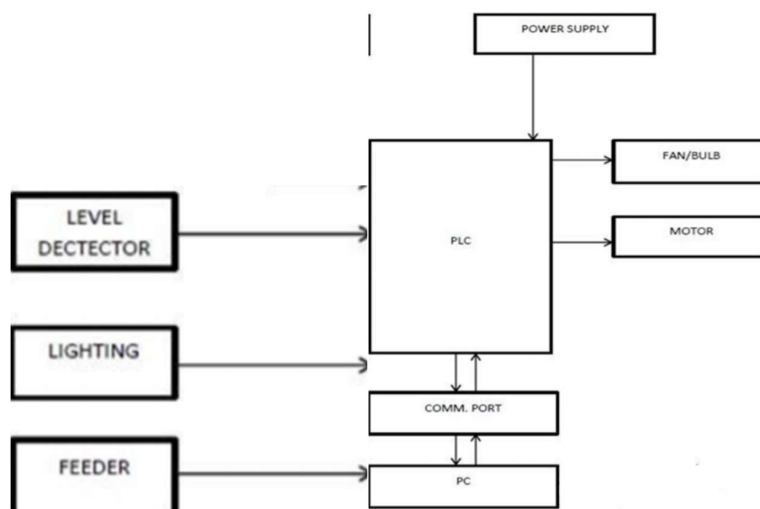 POWER SUPPLY
FAN/BULB
LEVEL
DECTECTOR
PLC
MOTOR
LIGHTING
COMM. PORT
FEEDER
PC